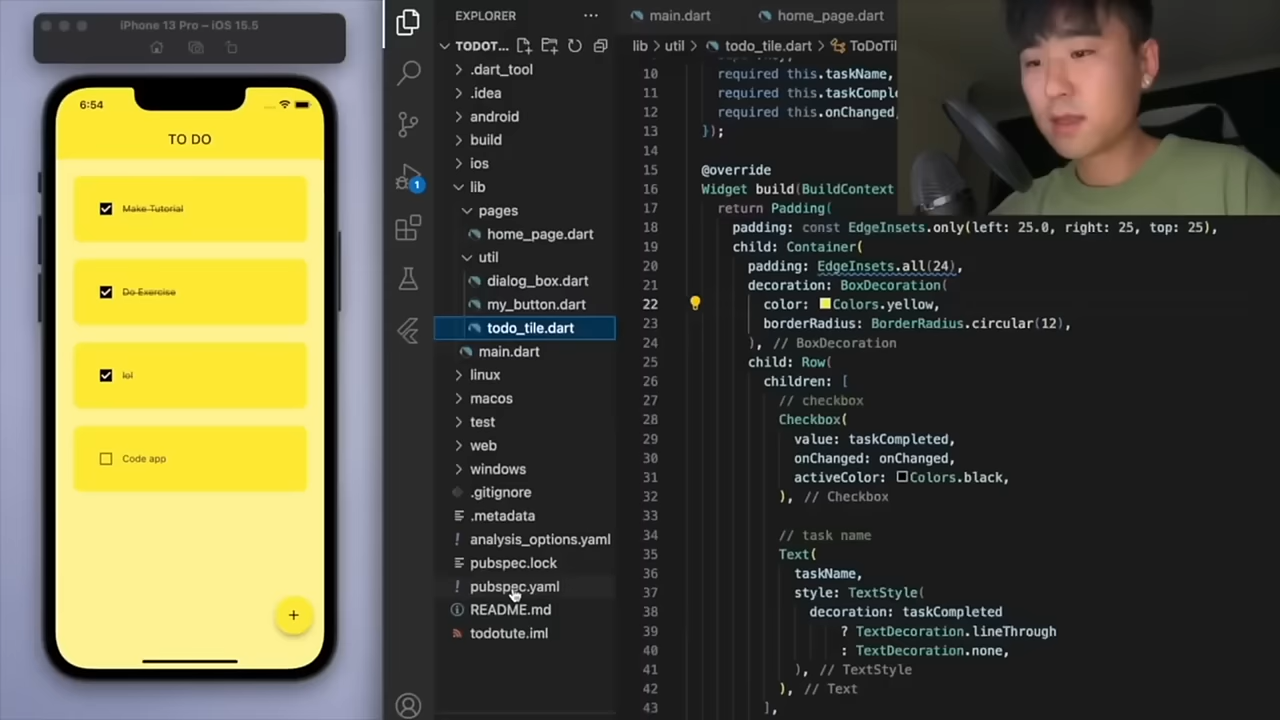 iPhone 13 Pro – iOS 15.5
6:54
TO DO
Make Tutorial
Do Exercise
lol
Code app
+
1
EXPLORER
TODOT...
.dart_tool
.idea
android
build
ios
lib
pages
home_page.dart
util
dialog_box.dart
my_button.dart
todo_tile.dart
main.dart
linux
macos
test
web
windows
.gitignore
.metadata
analysis_options.yaml
pubspec.lock
pubspec.yaml
README.md
todotute.iml
main.dart home_page.dart
lib > util > todo_tile.dart > ToDoTil
10 required this.taskName,
11 required this.taskComple
12 required this.onChanged,
13 });
14
15 @override
16 Widget build(BuildContext
17 return Padding(
18 padding: const EdgeInsets.only(left: 25.0, right: 25, top: 25),
19 child: Container(
20 padding: EdgeInsets.all(24),
21 decoration: BoxDecoration(
22 color: Colors.yellow,
23 borderRadius: BorderRadius.circular(12),
24 ), // BoxDecoration
25 child: Row(
26 children: [
27 // checkbox
28 Checkbox(
29 value: taskCompleted,
30 onChanged: onChanged,
31 activeColor: Colors.black,
32 ), // Checkbox
33
34 // task name
35 Text(
36 taskName,
37 style: TextStyle(
38 decoration: taskCompleted
39 ? TextDecoration.lineThrough
40 : TextDecoration.none,
41 ), // TextStyle
42 ), // Text
43 ],